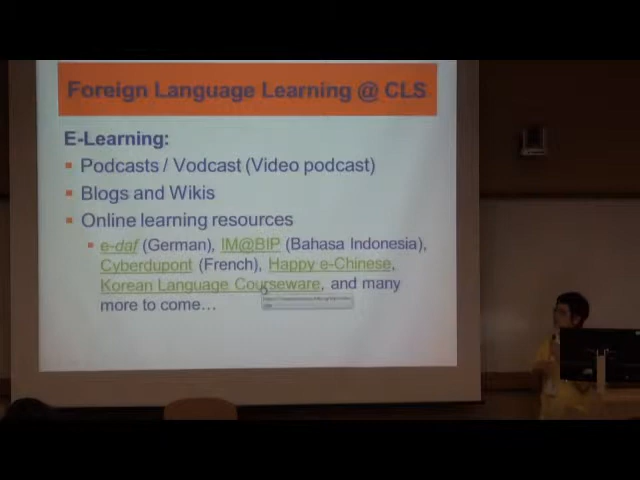 Foreign Language Learning @ CLS
E-Learning:
Podcasts / Vodcast (Video podcast)
Blogs and Wikis
Online learning resources
e-daf (German), IM@BIP (Bahasa Indonesia),
Cyberdupont (French), Happy e-Chinese,
Korean Language Courseware, and many
more to come…